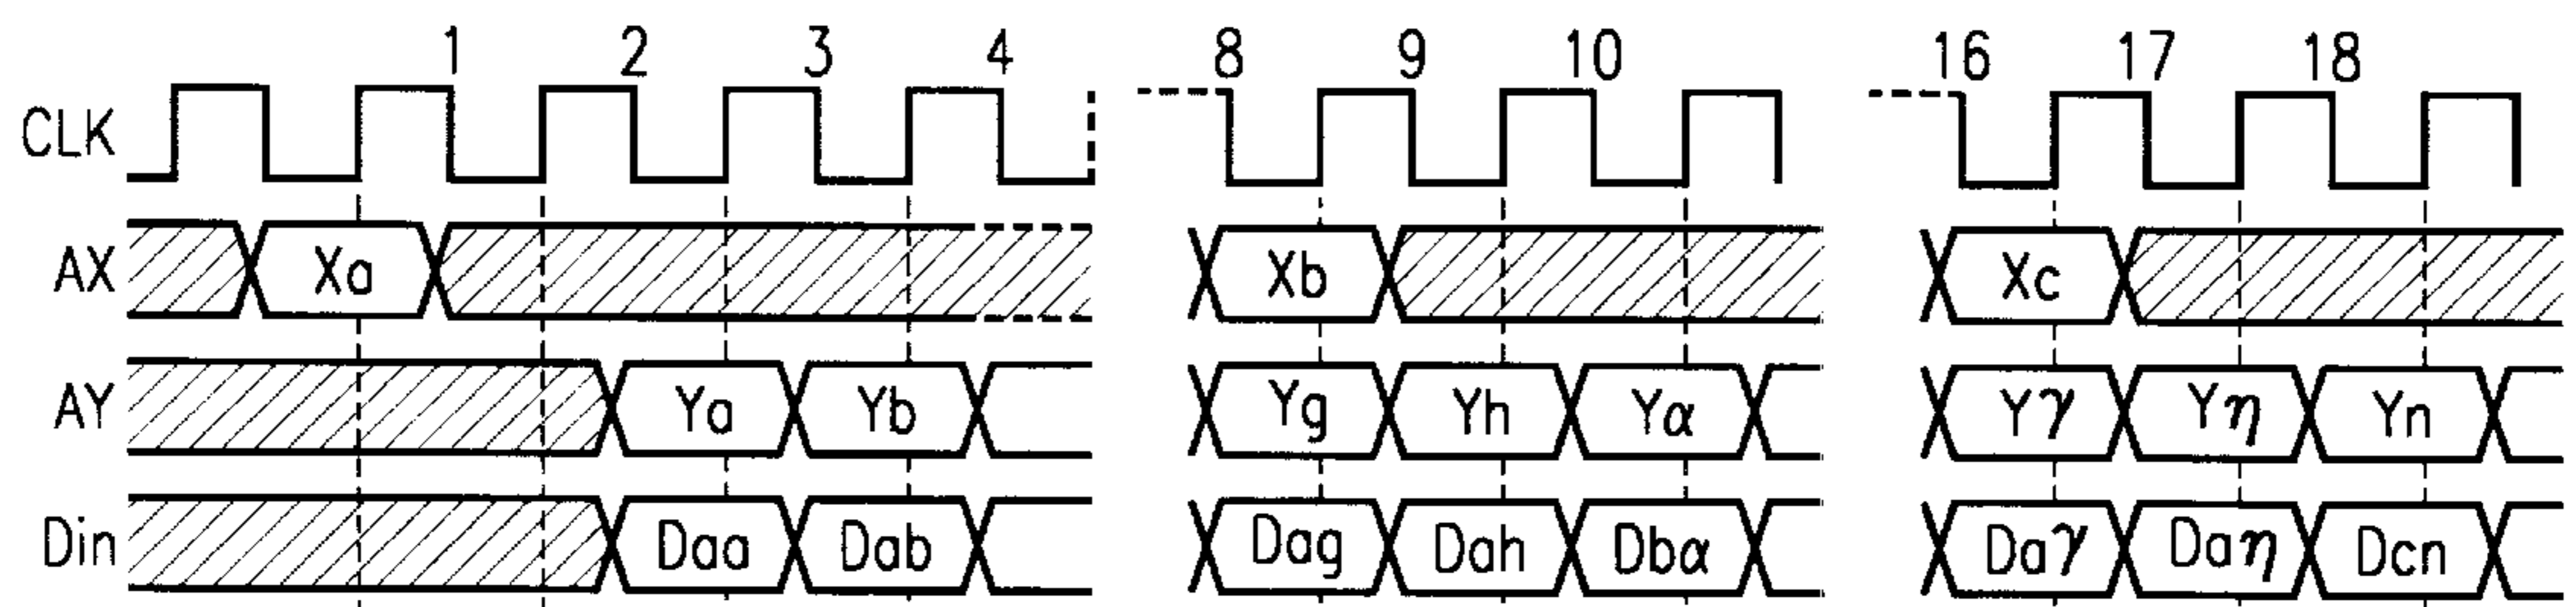 1 2 3 4 8 9 10 16 17 18
CLK
AX Xa Xb Xc
AY Ya Yb Yg Yh Yα Yγ Yη Yn
Din Daa Dab Dag Dah Dbα Daγ Daη Dcn